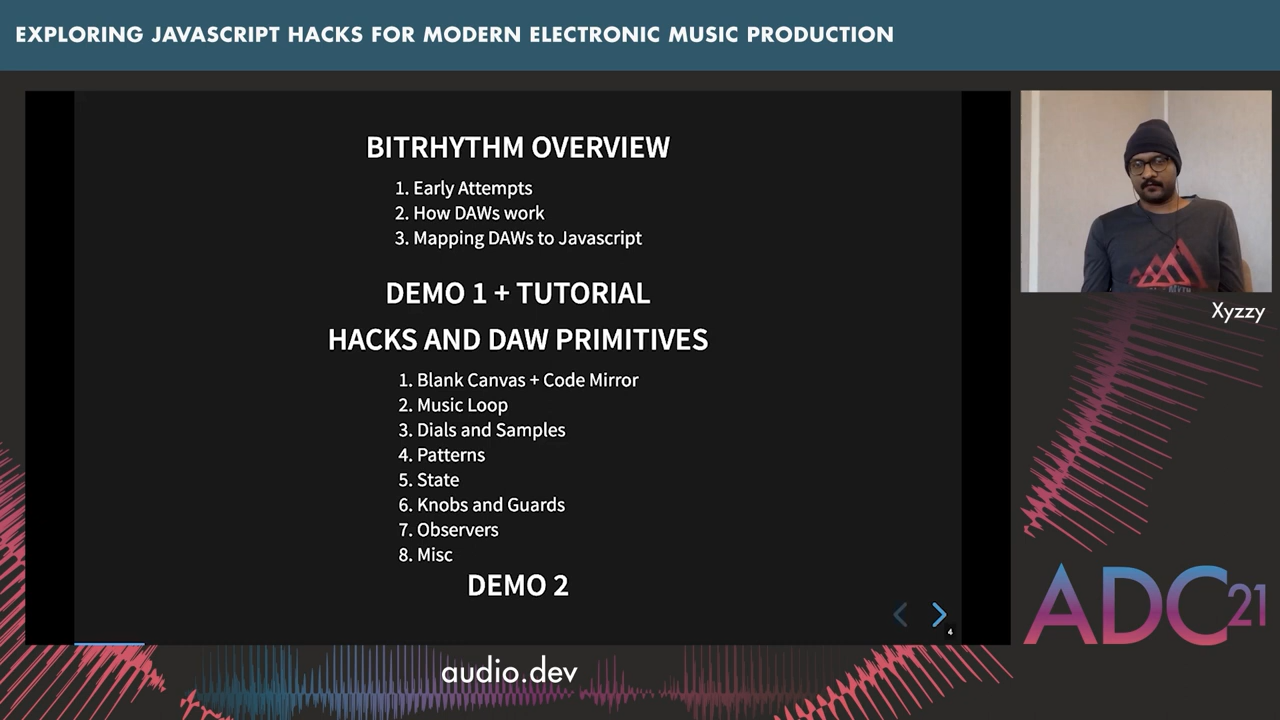 EXPLORING JAVASCRIPT HACKS FOR MODERN ELECTRONIC MUSIC PRODUCTION
BITRHYTHM OVERVIEW
1. Early Attempts
2. How DAWs work
3. Mapping DAWs to Javascript
DEMO 1 + TUTORIAL
HACKS AND DAW PRIMITIVES
1. Blank Canvas + Code Mirror
2. Music Loop
3. Dials and Samples
4. Patterns
5. State
6. Knobs and Guards
7. Observers
8. Misc
DEMO 2
4
Xyzzy
ADC21
audio.dev